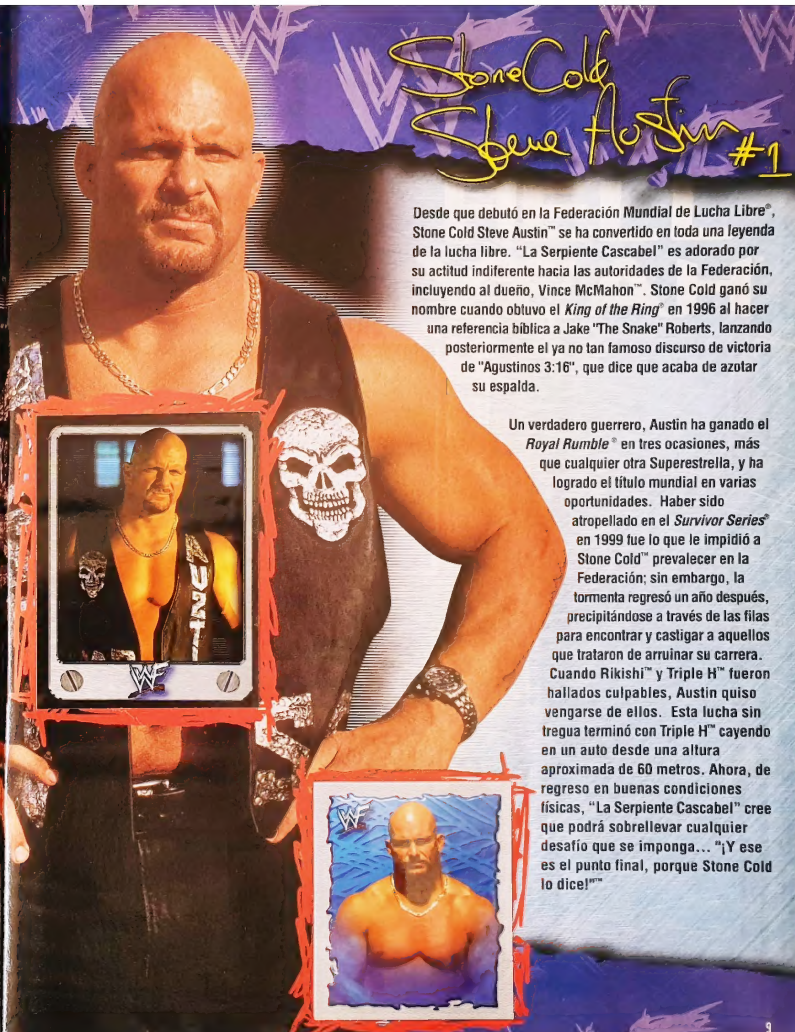 Stone Cold
Steve Austin
#1
Desde que debutó en la Federación Mundial de Lucha Libre®,
Stone Cold Steve Austin™ se ha convertido en toda una leyenda
de la lucha libre. “La Serpiente Cascabel” es adorado por
su actitud indiferente hacia las autoridades de la Federación,
incluyendo al dueño, Vince McMahon™. Stone Cold ganó su
nombre cuando obtuvo el King of the Ring® en 1996 al hacer
una referencia bíblica a Jake "The Snake" Roberts, lanzando
posteriormente el ya no tan famoso discurso de victoria
de "Agustinos 3:16", que dice que acaba de azotar
su espalda.
Un verdadero guerrero, Austin ha ganado el
Royal Rumble® en tres ocasiones, más
que cualquier otra Superestrella, y ha
logrado el título mundial en varias
oportunidades. Haber sido
atropellado en el Survivor Series®
en 1999 fue lo que le impidió a
Stone Cold™ prevalecer en la
Federación; sin embargo, la
tormenta regresó un año después,
precipitándose a través de las filas
para encontrar y castigar a aquellos
que trataron de arruinar su carrera.
Cuando Rikishi™ y Triple H™ fueron
hallados culpables, Austin quiso
vengarse de ellos. Esta lucha sin
tregua terminó con Triple H™ cayendo
en un auto desde una altura
aproximada de 60 metros. Ahora, de
regreso en buenas condiciones
físicas, “La Serpiente Cascabel” cree
que podrá sobrellevar cualquier
desafío que se imponga... "¡Y ese
es el punto final, porque Stone Cold
lo dice!"™
9